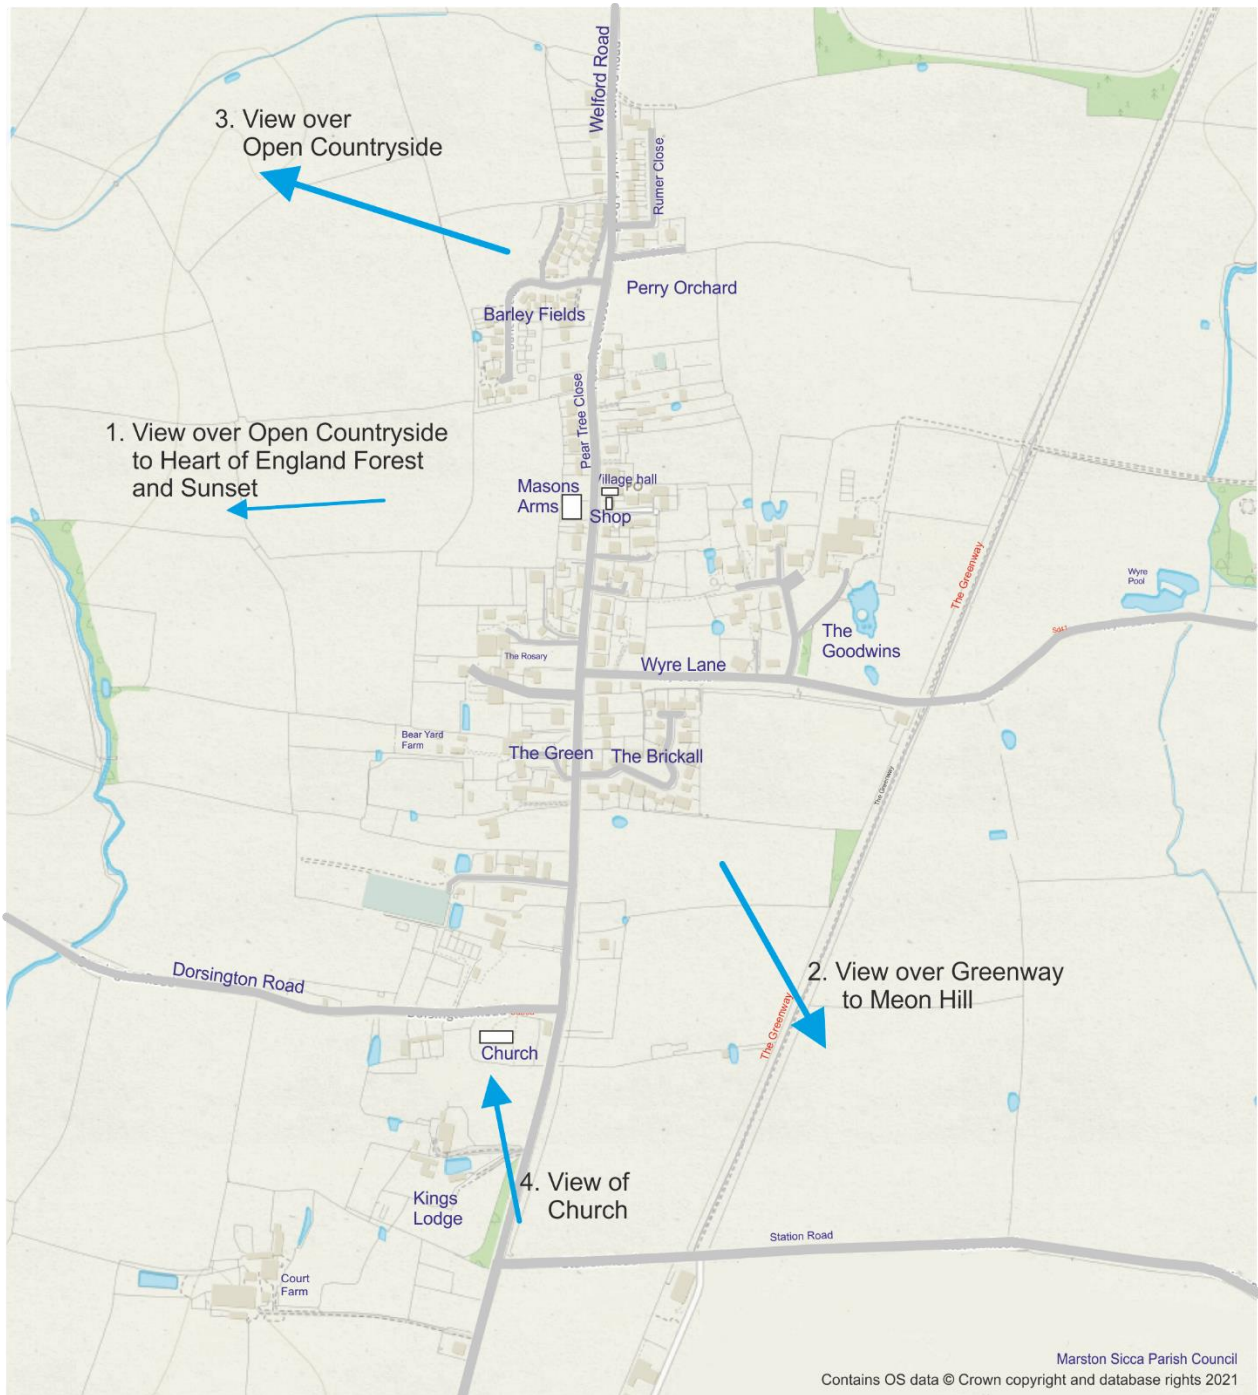 Welford Road
3. View over
Open Countryside
Rumer Close
Perry Orchard
Barley Fields
Pear Tree Close
1. View over Open Countryside
to Heart of England Forest
and Sunset
Masons
Arms
Village hall
Shop
The Greenway
Wyre
Pool
The
Goodwins
The Rosary
Wyre Lane
Bear Yard
Farm
The Green
The Brickall
The Greenway
Dorsington Road
2. View over Greenway
to Meon Hill
The Greenway
Church
4. View of
Church
Kings
Lodge
Station Road
Court
Farm
Marston Sicca Parish Council
Contains OS data © Crown copyright and database rights 2021